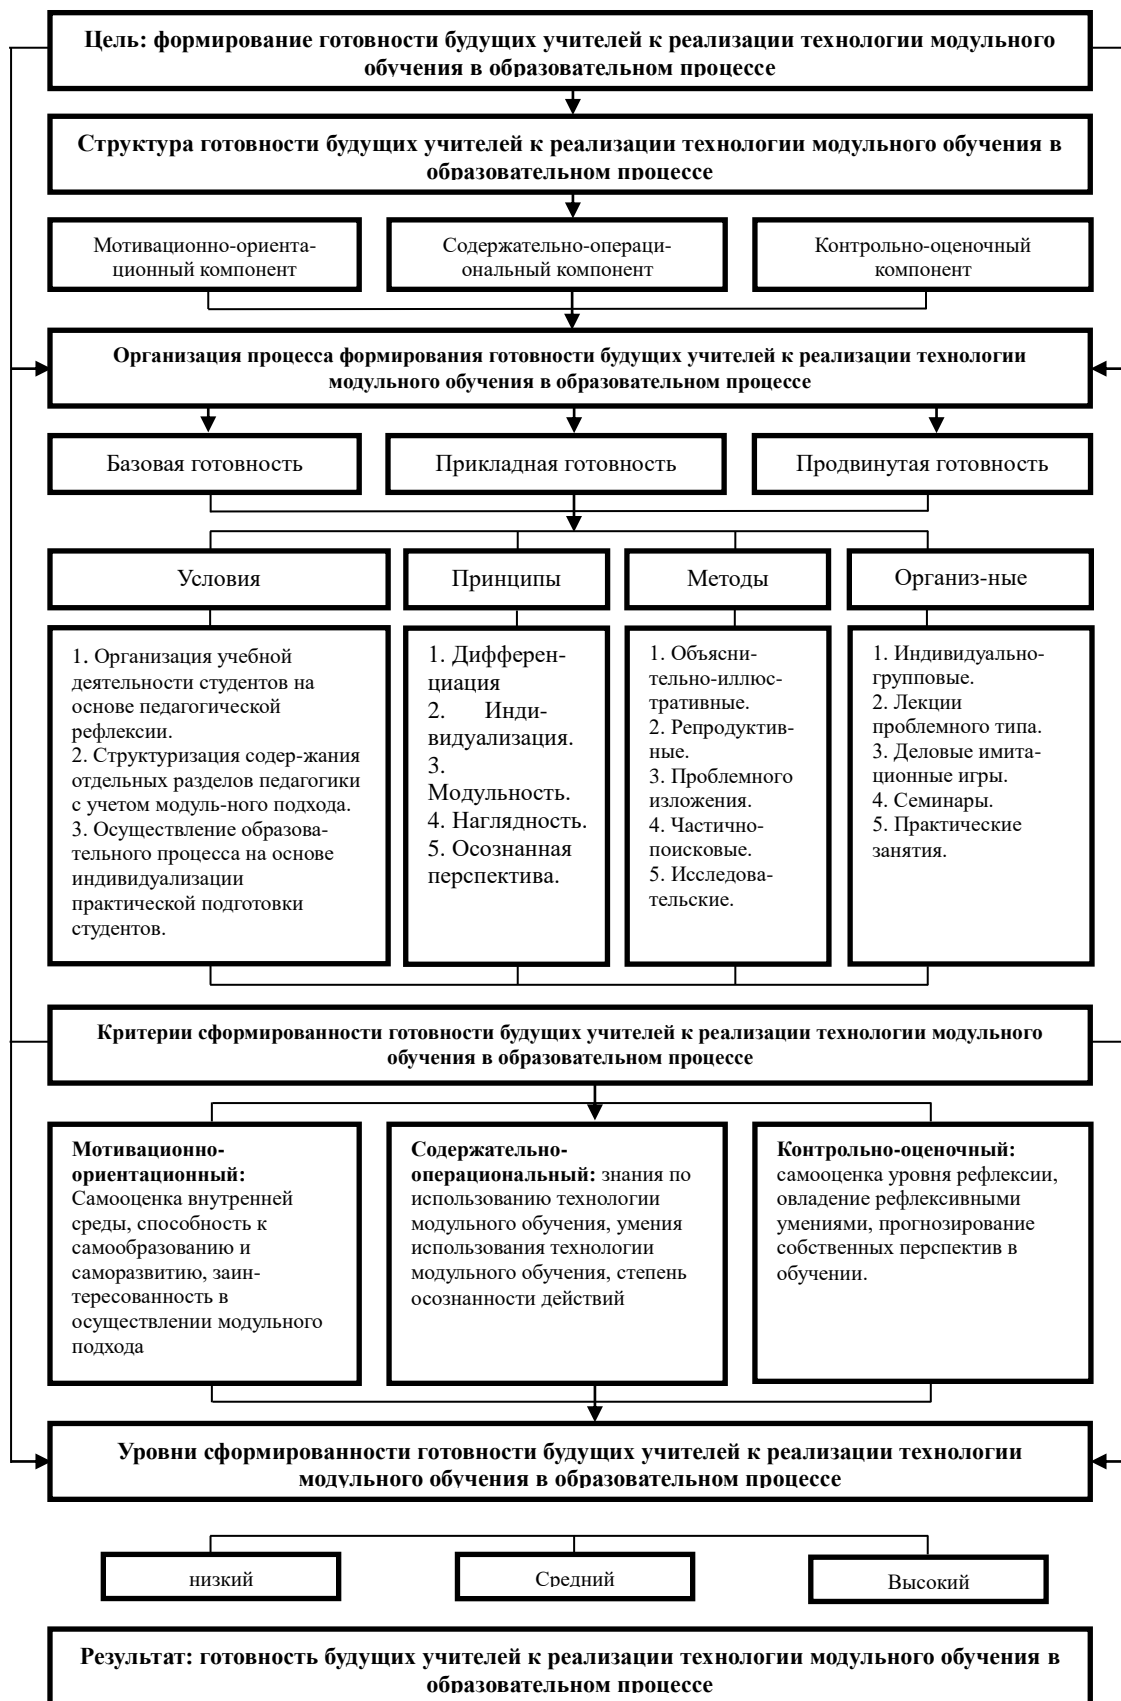 Цель: формирование готовности будущих учителей к реализации технологии модульного
обучения в образовательном процессе
Структура готовности будущих учителей к реализации технологии модульного обучения в
образовательном процессе
Мотивационно-ориента-
ционный компонент
Содержательно-операци-
ональный компонент
Контрольно-оценочный
компонент
Организация процесса формирования готовности будущих учителей к реализации технологии
модульного обучения в образовательном процессе
Базовая готовность
Прикладная готовность
Продвинутая готовность
Условия
Принципы
Методы
Организ-ные
1. Организация учебной
деятельности студентов на
основе педагогической
рефлексии.
2. Структуризация содер-жания
отдельных разделов педагогики
с учетом модуль-ного подхода.
3. Осуществление образова-
тельного процесса на основе
индивидуализации
практической подготовки
студентов.
1. Дифферен-
циация
2. Инди-
видуализация.
3.
Модульность.
4. Наглядность.
5. Осознанная
перспектива.
1. Объясни-
тельно-иллюс-
тративные.
2. Репродуктив-
ные.
3. Проблемного
изложения.
4. Частично-
поисковые.
5. Исследова-
тельские.
1. Индивидуально-
групповые.
2. Лекции
проблемного типа.
3. Деловые имита-
ционные игры.
4. Семинары.
5. Практические
занятия.
Критерии сформированности готовности будущих учителей к реализации технологии модульного
обучения в образовательном процессе
Мотивационно-
ориентационный:
Самооценка внутренней
среды, способность к
самообразованию и
саморазвитию, заин-
тересованность в
осуществлении модульного
подхода
Содержательно-
операциональный: знания по
использованию технологии
модульного обучения, умения
использования технологии
модульного обучения, степень
осознанности действий
Контрольно-оценочный:
самооценка уровня рефлексии,
овладение рефлексивными
умениями, прогнозирование
собственных перспектив в
обучении.
Уровни сформированности готовности будущих учителей к реализации технологии
модульного обучения в образовательном процессе
низкий
Средний
Высокий
Результат: готовность будущих учителей к реализации технологии модульного обучения в
образовательном процессе